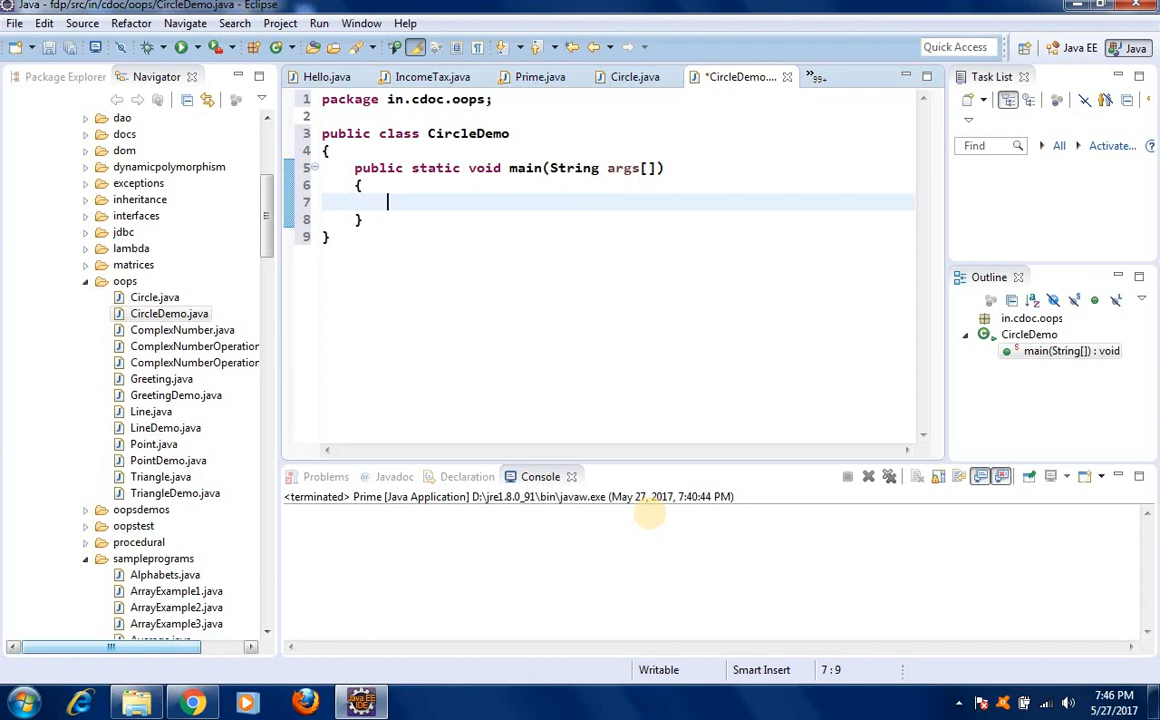 Java - fdp/src/in/cdoc/oops/CircleDemo.java - Eclipse
File Edit Source Refactor Navigate Search Project Run Window Help
Quick Access
Java EE
Java
Package Explorer
Navigator
Hello.java
IncomeTax.java
Prime.java
Circle.java
*CircleDemo....
»99+
Task List
Find
All
Activate...
dao
docs
dom
dynamicpolymorphism
exceptions
inheritance
interfaces
jdbc
lambda
matrices
oops
Circle.java
CircleDemo.java
ComplexNumber.java
ComplexNumberOperation
ComplexNumberOperation
Greeting.java
GreetingDemo.java
Line.java
LineDemo.java
Point.java
PointDemo.java
Triangle.java
TriangleDemo.java
oopsdemos
oopstest
procedural
sampleprograms
Alphabets.java
ArrayExample1.java
ArrayExample2.java
ArrayExample3.java
1 package in.cdoc.oops;
2
3 public class CircleDemo
4 {
5 public static void main(String args[])
6 {
7
8 }
9 }
Outline
in.cdoc.oops
CircleDemo
main(String[]) : void
Problems
Javadoc
Declaration
Console
<terminated> Prime [Java Application] D:\jre1.8.0_91\bin\javaw.exe (May 27, 2017, 7:40:44 PM)
Writable
Smart Insert
7 : 9
7:46 PM
5/27/2017